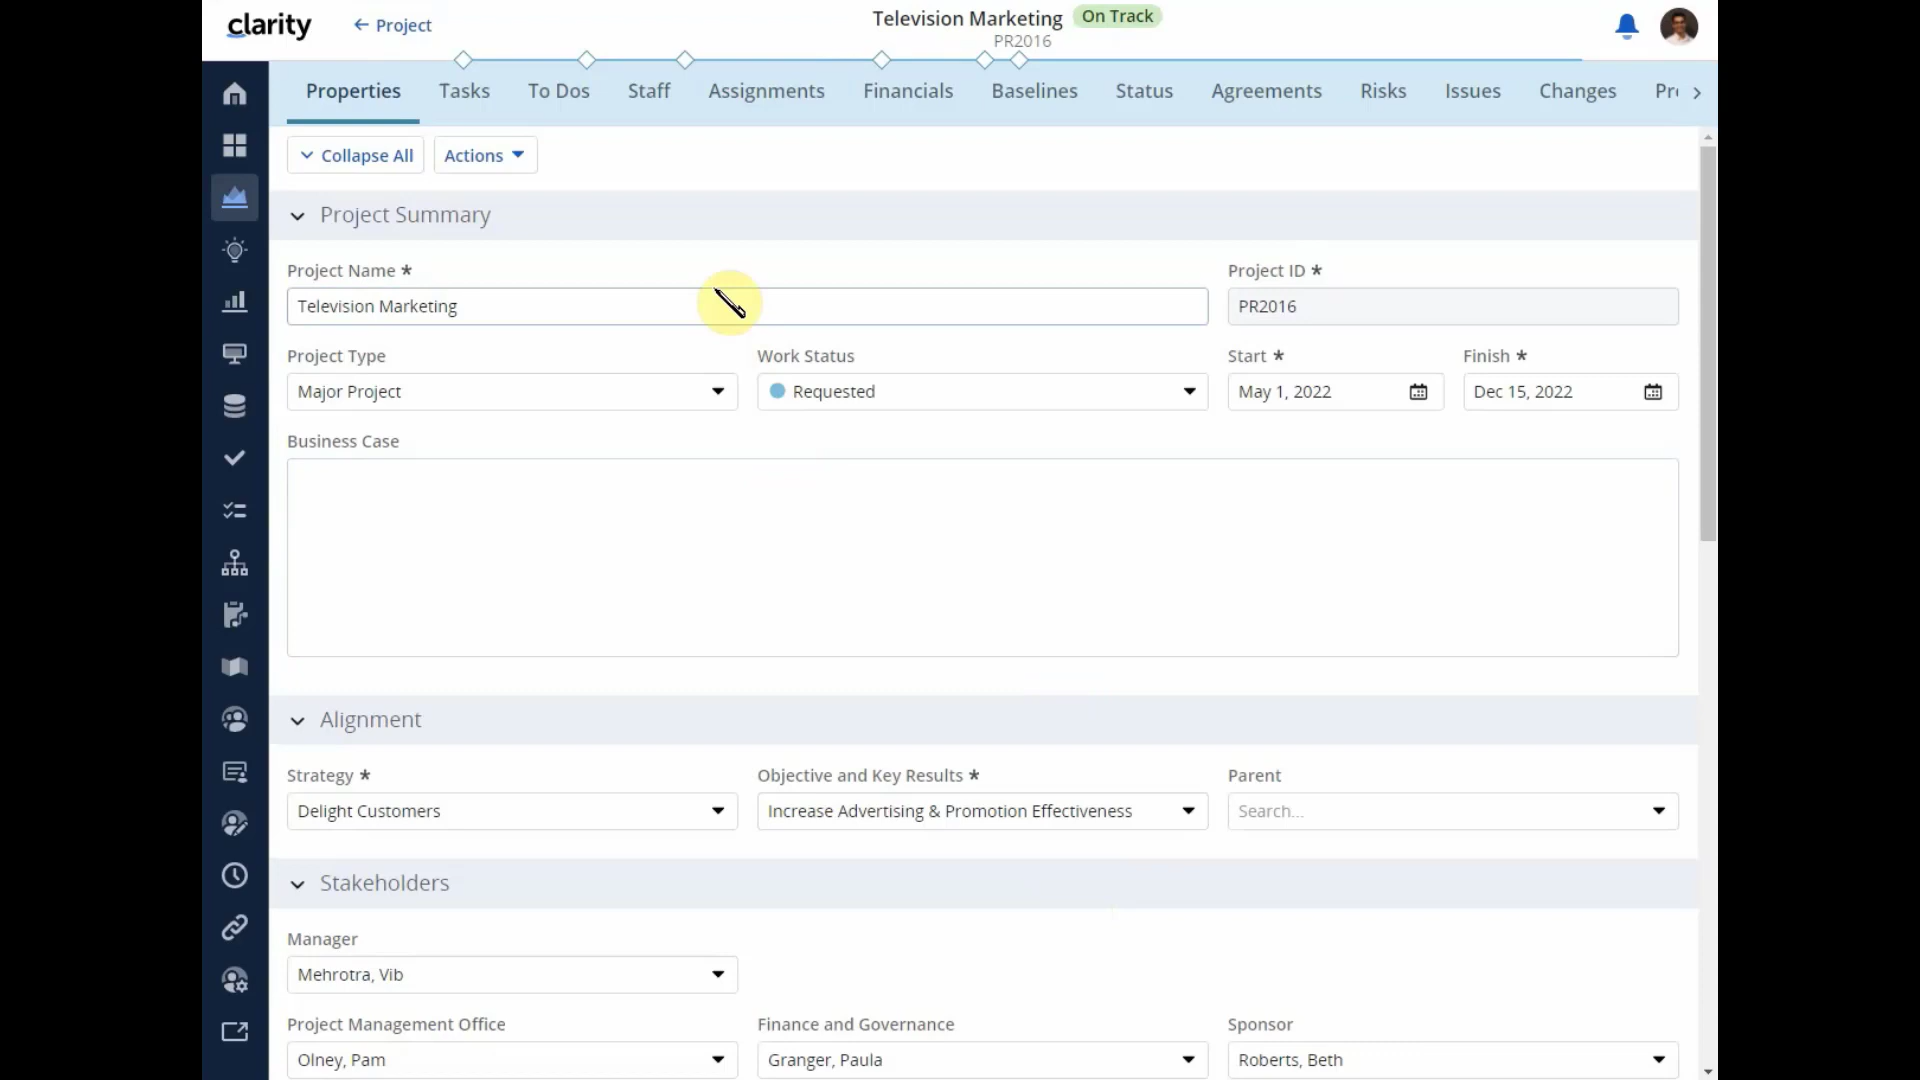 clarity
← Project
Television Marketing On Track
PR2016
Properties Tasks To Dos Staff Assignments Financials Baselines Status Agreements Risks Issues Changes Pr
Collapse All Actions
Project Summary
Project Name * Project ID *
Television Marketing PR2016
Project Type Work Status Start * Finish *
Major Project Requested May 1, 2022 Dec 15, 2022
Business Case
Alignment
Strategy * Objective and Key Results * Parent
Delight Customers Increase Advertising & Promotion Effectiveness Search...
Stakeholders
Manager
Mehrotra, Vib
Project Management Office Finance and Governance Sponsor
Olney, Pam Granger, Paula Roberts, Beth